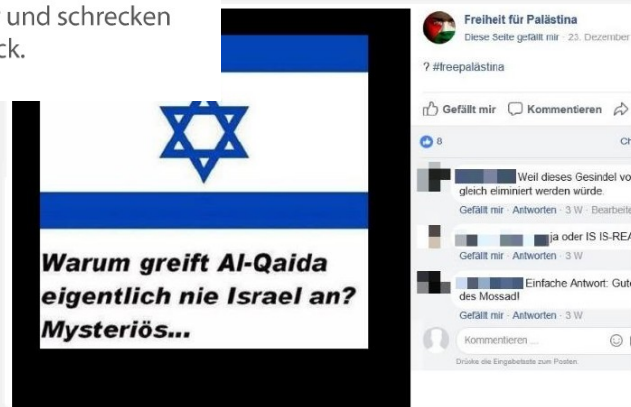 und schrecken
ck.
Warum greift Al-Qaida
eigentlich nie Israel an?
Mysteriös...
Freiheit für Palästina
Diese Seite gefällt mir · 23. Dezember
? #freepalästina
Gefällt mir Kommentieren
8
Weil dieses Gesindel
gleich eliminiert werden würde.
Gefällt mir · Antworten · 3 W
ja oder IS
Gefällt mir · Antworten · 3 W
Einfache Antwort:
des Mossad!
Gefällt mir · Antworten · 3 W
Kommentieren ...
Drücke die Eingabetaste zum Posten.